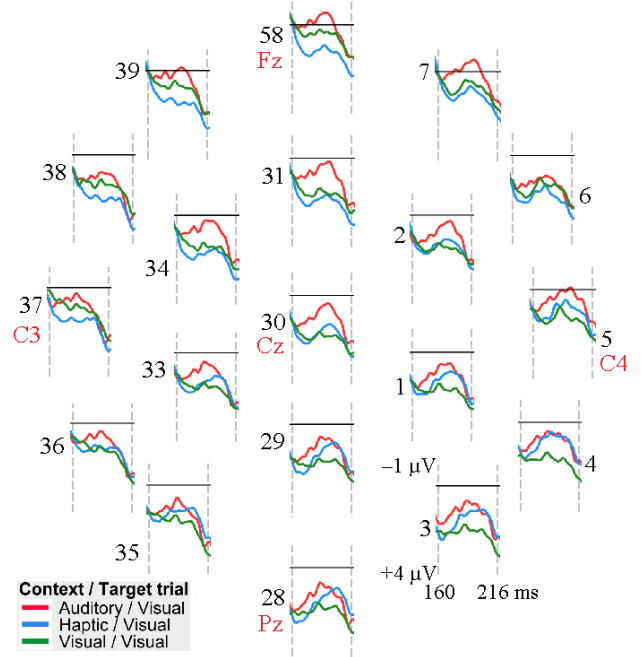 58
Fz
39
7
38
31
6
2
34
37
C3
30
Cz
5
C4
33
1
36
29
−1 µV
4
35
3
+4 µV
28
Pz
160 216 ms
Context / Target trial
Auditory / Visual
Haptic / Visual
Visual / Visual